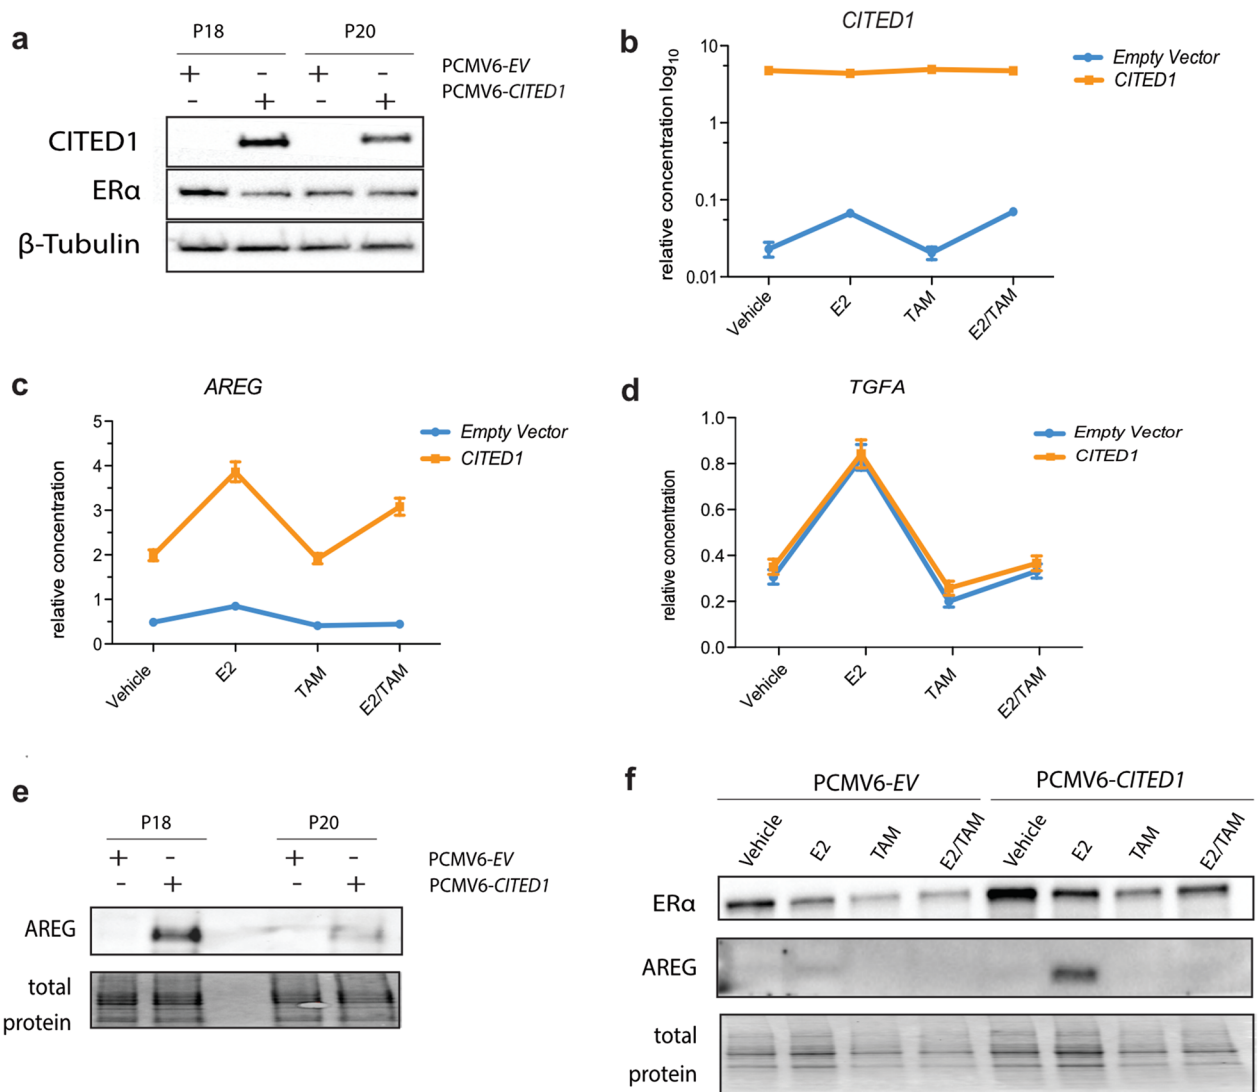 a
P18 P20
+ - + - PCMV6-EV
- + - + PCMV6-CITED1
CITED1
ERα
β-Tubulin
b
CITED1
relative concentration log10
10
1
0.1
0.01
Vehicle
E2
TAM
E2/TAM
Empty Vector
CITED1
c
AREG
relative concentration
5
4
3
2
1
0
Vehicle
E2
TAM
E2/TAM
Empty Vector
CITED1
d
TGFA
relative concentration
1.0
0.8
0.6
0.4
0.2
0.0
Vehicle
E2
TAM
E2/TAM
Empty Vector
CITED1
e
P18 P20
+ - + - PCMV6-EV
- + - + PCMV6-CITED1
AREG
total
protein
f
PCMV6-EV PCMV6-CITED1
Vehicle E2 TAM E2/TAM Vehicle E2 TAM E2/TAM
ERα
AREG
total
protein